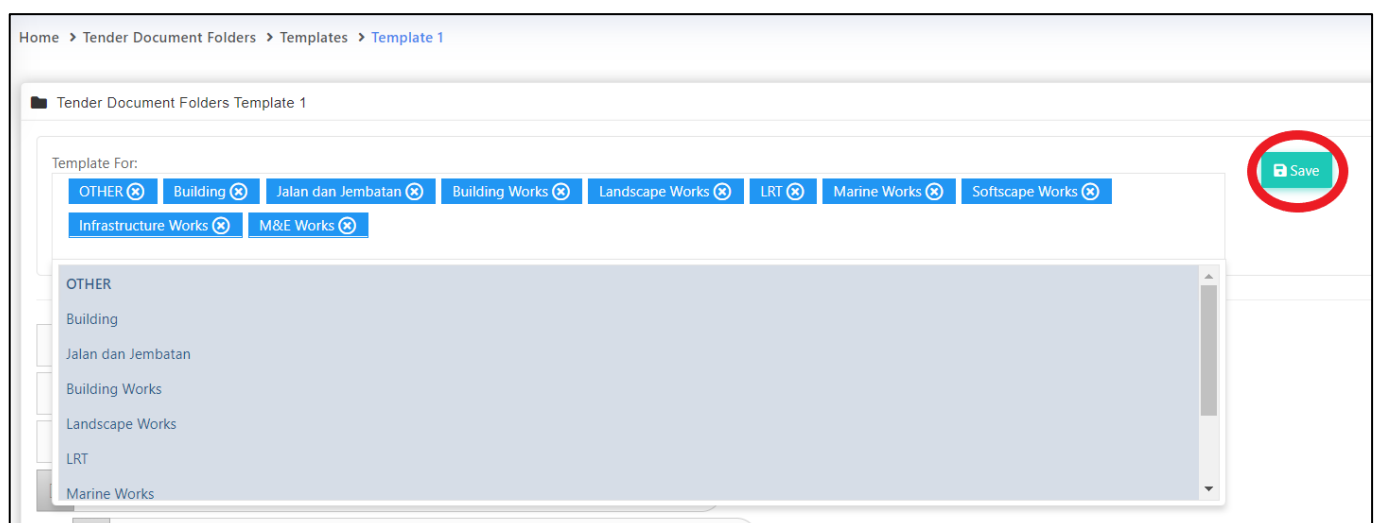 Home > Tender Document Folders > Templates > Template 1
Tender Document Folders Template 1
Template For:
OTHER Building Jalan dan Jembatan Building Works Landscape Works LRT Marine Works Softscape Works
Save
Infrastructure Works M&E Works
OTHER
Building
Jalan dan Jembatan
Building Works
Landscape Works
LRT
Marine Works